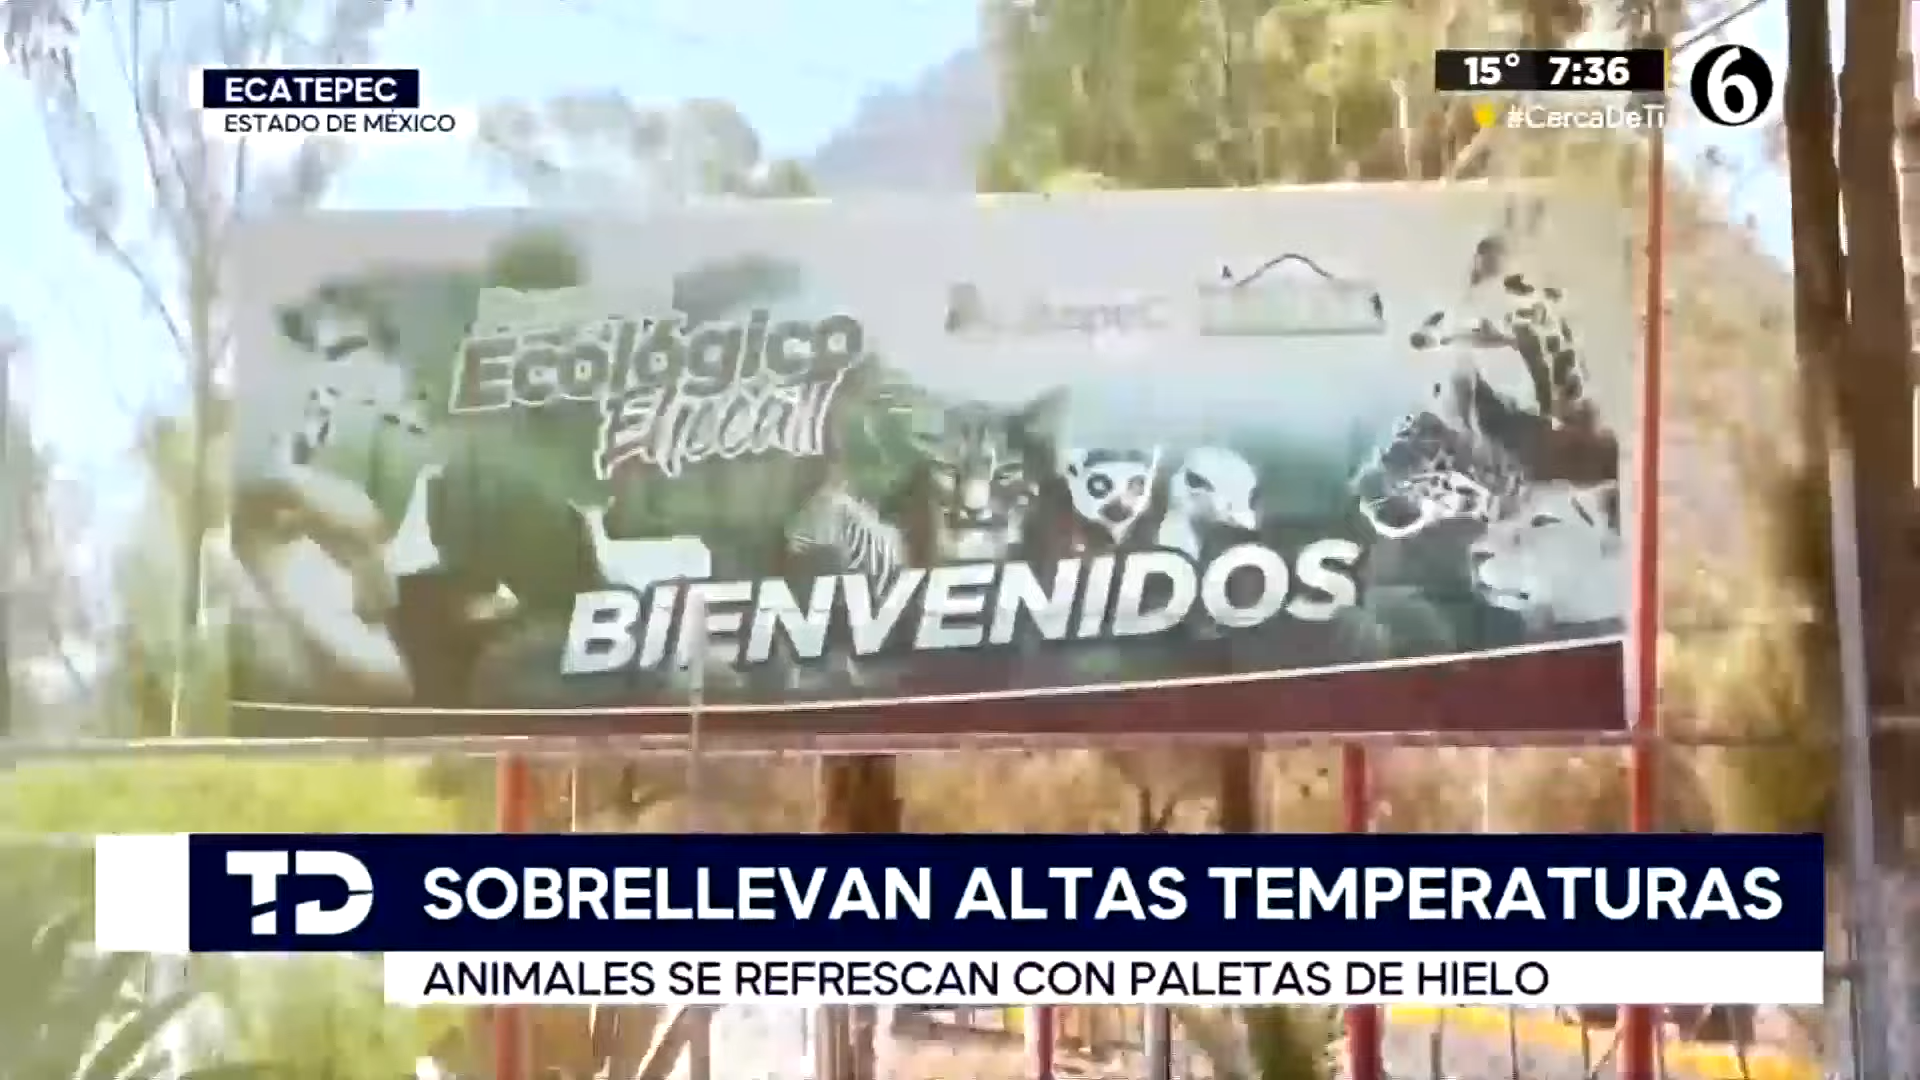 ECATEPEC
ESTADO DE MÉXICO
15° 7:36
6
#CercaDeTi
Ecológico
Ehécatl
BIENVENIDOS
TD
SOBRELLEVAN ALTAS TEMPERATURAS
ANIMALES SE REFRESCAN CON PALETAS DE HIELO